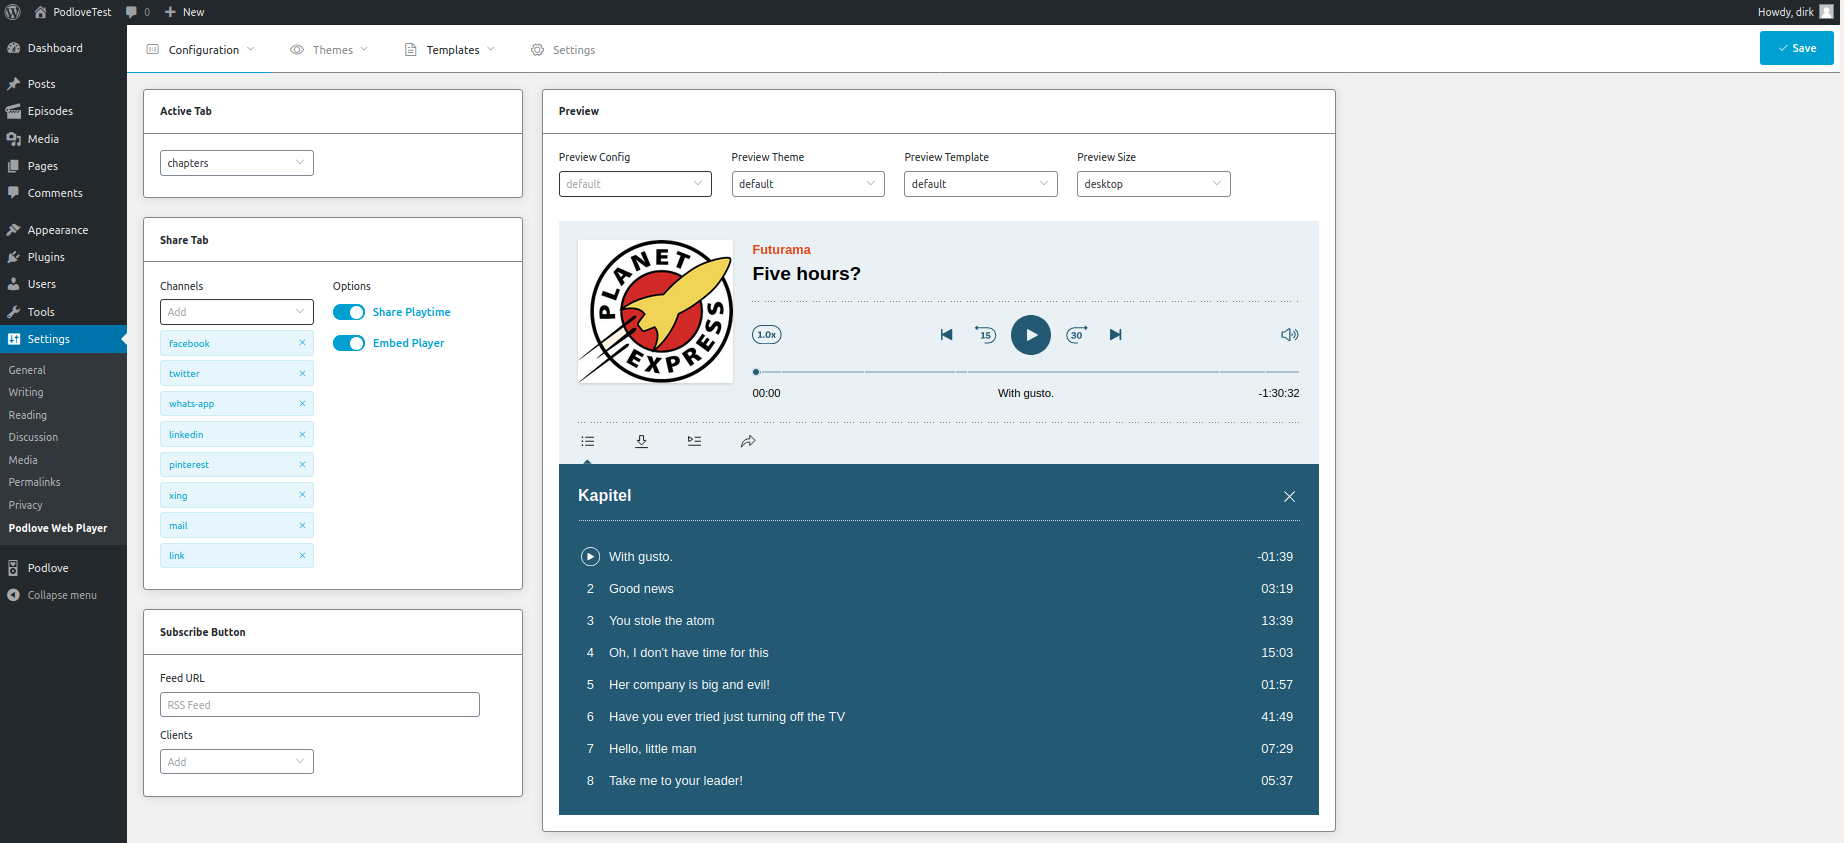 PodloveTest
0
New
Howdy, dirk
Dashboard
Posts
Episodes
Media
Pages
Comments
Appearance
Plugins
Users
Tools
Settings
General
Writing
Reading
Discussion
Media
Permalinks
Privacy
Podlove Web Player
Podlove
Collapse menu
Configuration
Themes
Templates
Settings
Save
Active Tab
chapters
Share Tab
Channels
Add
facebook
twitter
whats-app
linkedin
pinterest
xing
mail
link
Options
Share Playtime
Embed Player
Subscribe Button
Feed URL
RSS Feed
Clients
Add
Preview
Preview Config
default
Preview Theme
default
Preview Template
default
Preview Size
desktop
PLANET
EXPRESS
Futurama
Five hours?
1.0x
15
30
00:00
With gusto.
-1:30:32
Kapitel
With gusto. -01:39
2 Good news 03:19
3 You stole the atom 13:39
4 Oh, I don't have time for this 15:03
5 Her company is big and evil! 01:57
6 Have you ever tried just turning off the TV 41:49
7 Hello, little man 07:29
8 Take me to your leader! 05:37